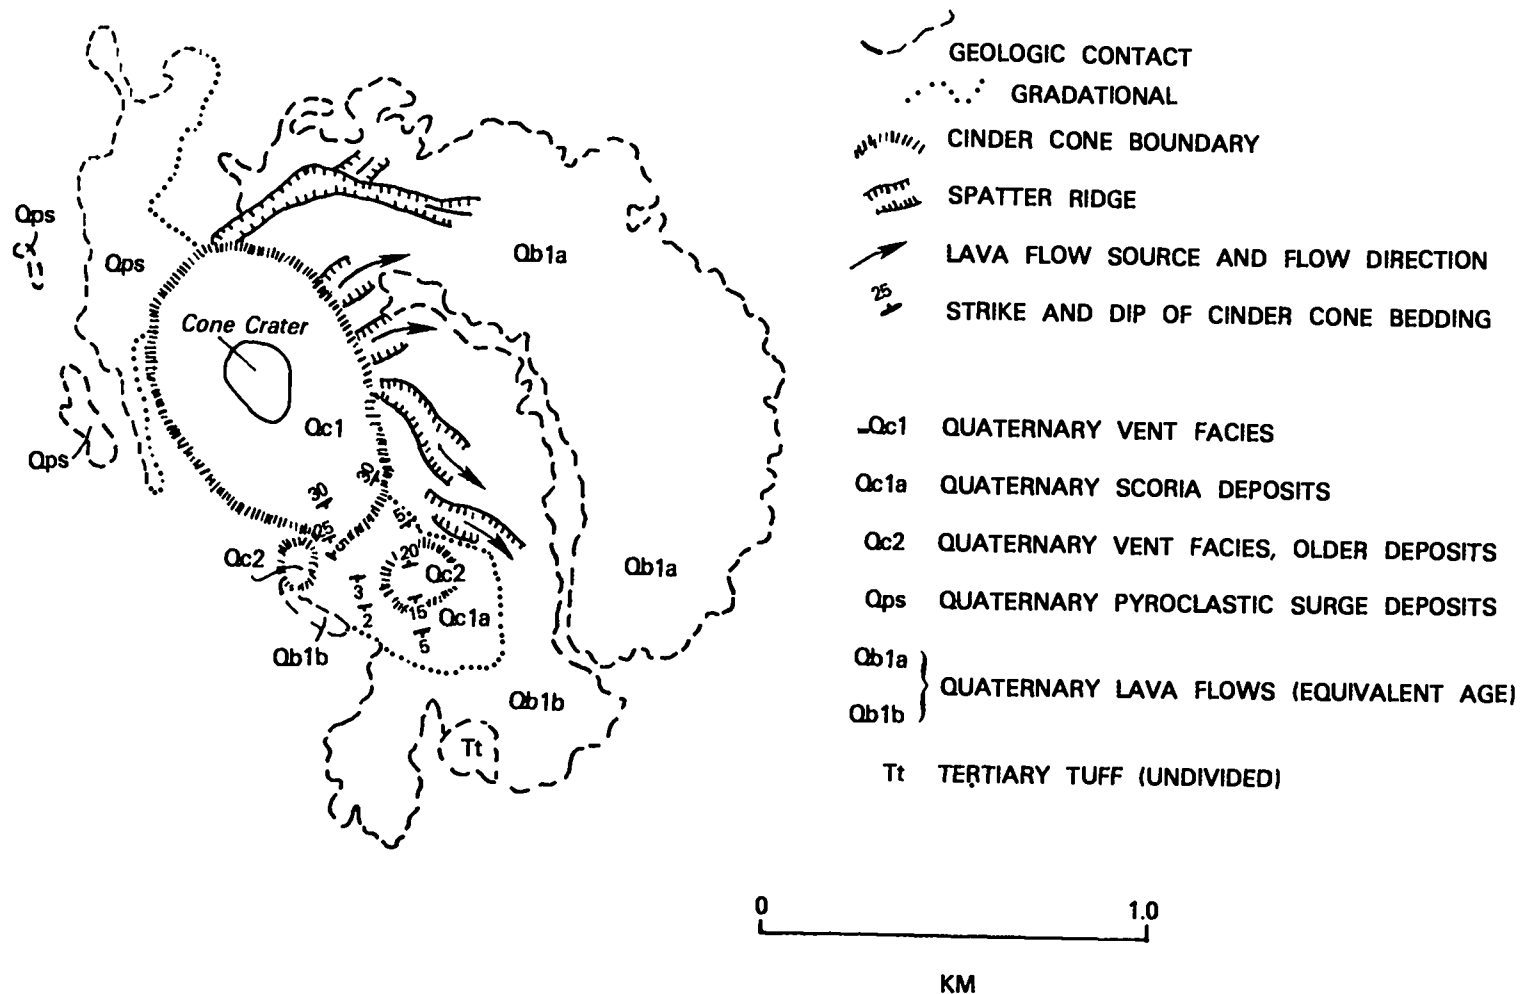 GEOLOGIC CONTACT
GRADATIONAL
CINDER CONE BOUNDARY
SPATTER RIDGE
LAVA FLOW SOURCE AND FLOW DIRECTION
25
STRIKE AND DIP OF CINDER CONE BEDDING
Qc1 QUATERNARY VENT FACIES
Qc1a QUATERNARY SCORIA DEPOSITS
Qc2 QUATERNARY VENT FACIES, OLDER DEPOSITS
Qps QUATERNARY PYROCLASTIC SURGE DEPOSITS
Qb1a
QUATERNARY LAVA FLOWS (EQUIVALENT AGE)
Qb1b
Tt TERTIARY TUFF (UNDIVIDED)
Qps
Qps
Qb1a
Cone Crater
Qc1
Qps
30
30
25
5
5
20
Qc2
Qc2
3
15
Qc1a
2
5
Qb1a
Qb1b
Qb1b
Tt
0 1.0
KM